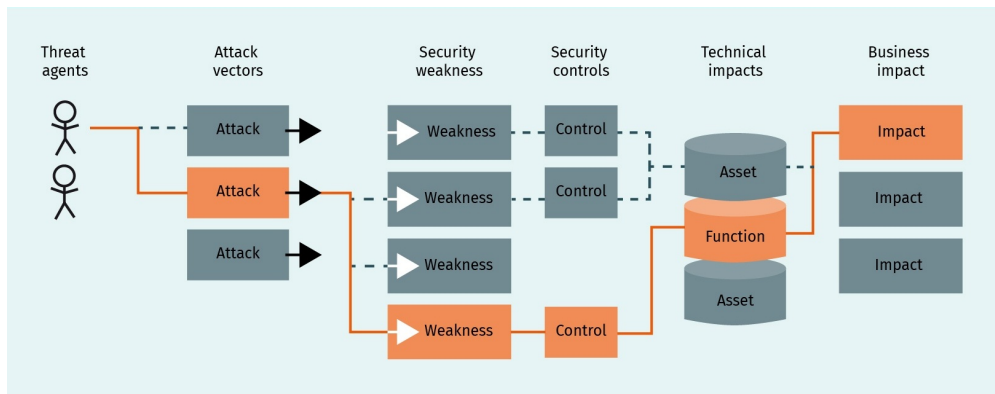 Threat
agents
Attack
vectors
Security
weakness
Security
controls
Technical
impacts
Business
impact
Attack
Weakness
Control
Impact
Asset
Attack
Weakness
Control
Impact
Function
Attack
Weakness
Impact
Asset
Weakness
Control